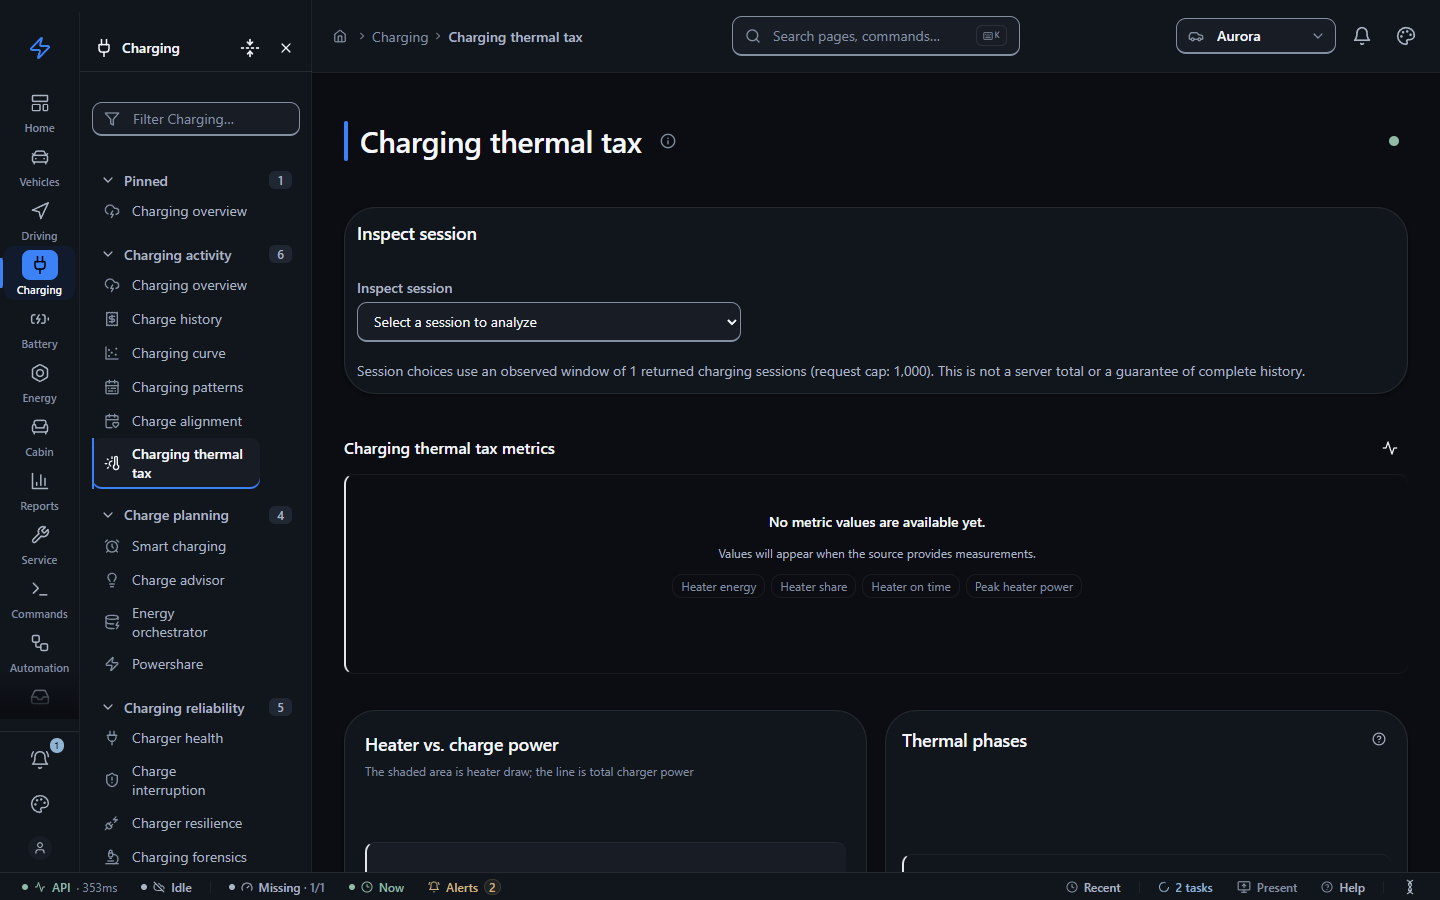 Home
Vehicles
Driving
Charging
Battery
Energy
Cabin
Reports
Service
Commands
Automation
1
Charging
Filter Charging...
Pinned 1
Charging overview
Charging activity 6
Charging overview
Charge history
Charging curve
Charging patterns
Charge alignment
Charging thermal
tax
Charge planning 4
Smart charging
Charge advisor
Energy
orchestrator
Powershare
Charging reliability 5
Charger health
Charge
interruption
Charger resilience
Charging forensics
Charging Charging thermal tax
Search pages, commands... K
Aurora
Charging thermal tax
Inspect session
Inspect session
Select a session to analyze
Session choices use an observed window of 1 returned charging sessions (request cap: 1,000). This is not a server total or a guarantee of complete history.
Charging thermal tax metrics
No metric values are available yet.
Values will appear when the source provides measurements.
Heater energy Heater share Heater on time Peak heater power
Heater vs. charge power
The shaded area is heater draw; the line is total charger power
Thermal phases
API · 353ms Idle Missing · 1/1 Now Alerts 2 Recent 2 tasks Present Help